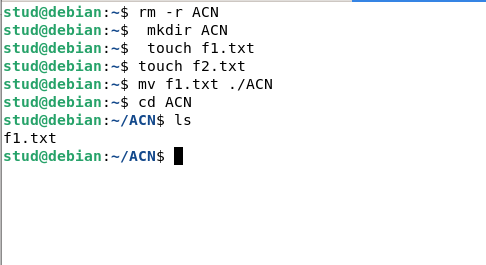 stud@debian:~$ rm -r ACN
stud@debian:~$  mkdir ACN
stud@debian:~$  touch f1.txt
stud@debian:~$ touch f2.txt
stud@debian:~$ mv f1.txt ./ACN
stud@debian:~$ cd ACN
stud@debian:~/ACN$ ls
f1.txt
stud@debian:~/ACN$